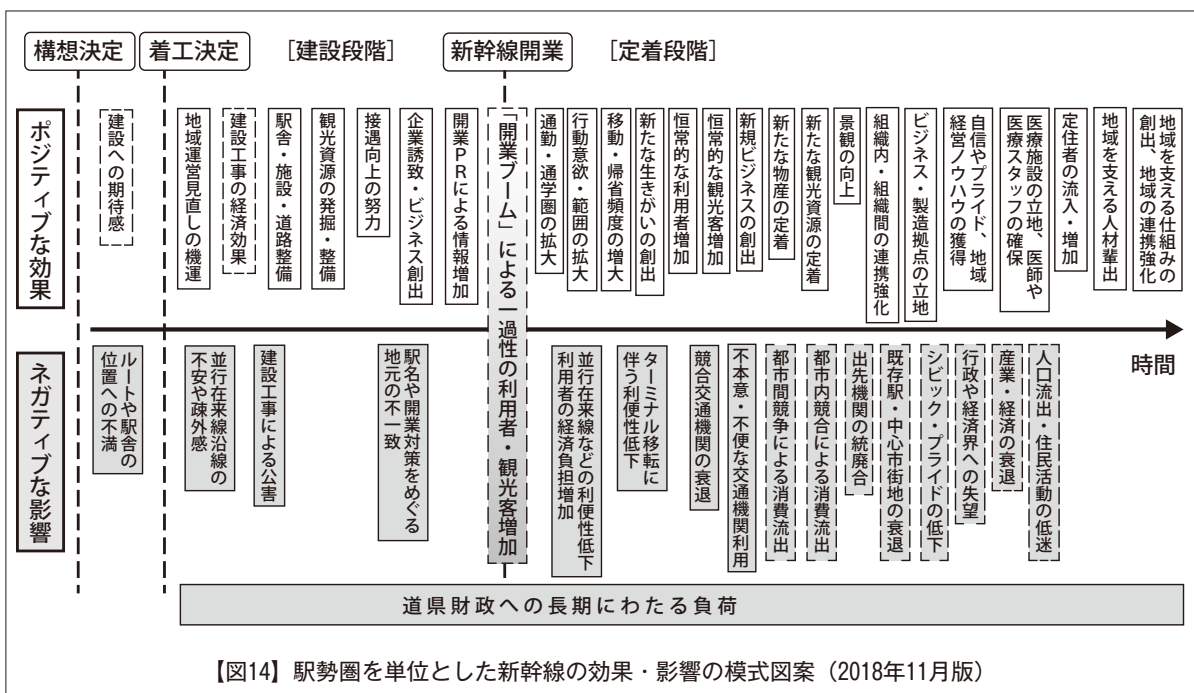 構想決定
着工決定
［建設段階］
新幹線開業
［定着段階］
ポジティブな効果
建設への期待感
地域運営見直しの機運
建設工事の経済効果
駅舎・施設・道路整備
観光資源の発掘・整備
接遇向上の努力
企業誘致・ビジネス創出
開業ＰＲによる情報増加
「開業ブーム」による一過性の利用者・観光客増加
通勤・通学圏の拡大
行動意欲・範囲の拡大
移動・帰省頻度の増大
新たな生きがいの創出
恒常的な利用者増加
恒常的な観光客増加
新規ビジネスの創出
新たな物産の定着
新たな観光資源の定着
景観の向上
組織内・組織間の連携強化
ビジネス・製造拠点の立地
自信やプライド、地域
経営ノウハウの獲得
医療施設の立地、医師や
医療スタッフの確保
定住者の流入・増加
地域を支える人材輩出
地域を支える仕組みの
創出、地域の連携強化
時間
ネガティブな影響
ルートや駅舎の
位置への不満
並行在来線沿線の
不安や疎外感
建設工事による公害
駅名や開業対策をめぐる
地元の不一致
並行在来線などの利便性低下
利用者の経済負担増加
ターミナル移転に
伴う利便性低下
競合交通機関の衰退
不本意・不便な交通機関利用
都市間競争による消費流出
都市内競合による消費流出
出先機関の統廃合
既存駅・中心市街地の衰退
シビック・プライドの低下
行政や経済界への失望
産業・経済の衰退
人口流出・住民活動の低迷
道県財政への長期にわたる負荷
【図14】駅勢圏を単位とした新幹線の効果・影響の模式図案（2018年11月版）